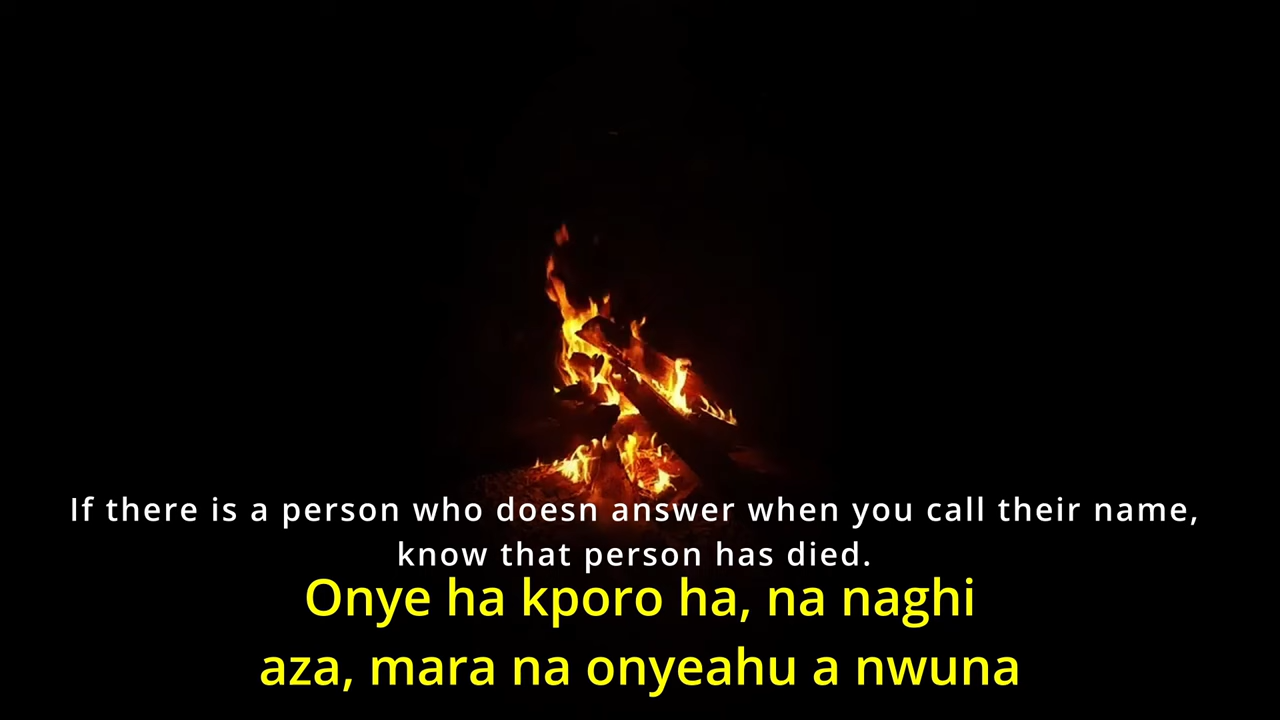 If there is a person who doesn answer when you call their name,
know that person has died.
Onye ha kporo ha, na naghi
aza, mara na onyeahu a nwuna